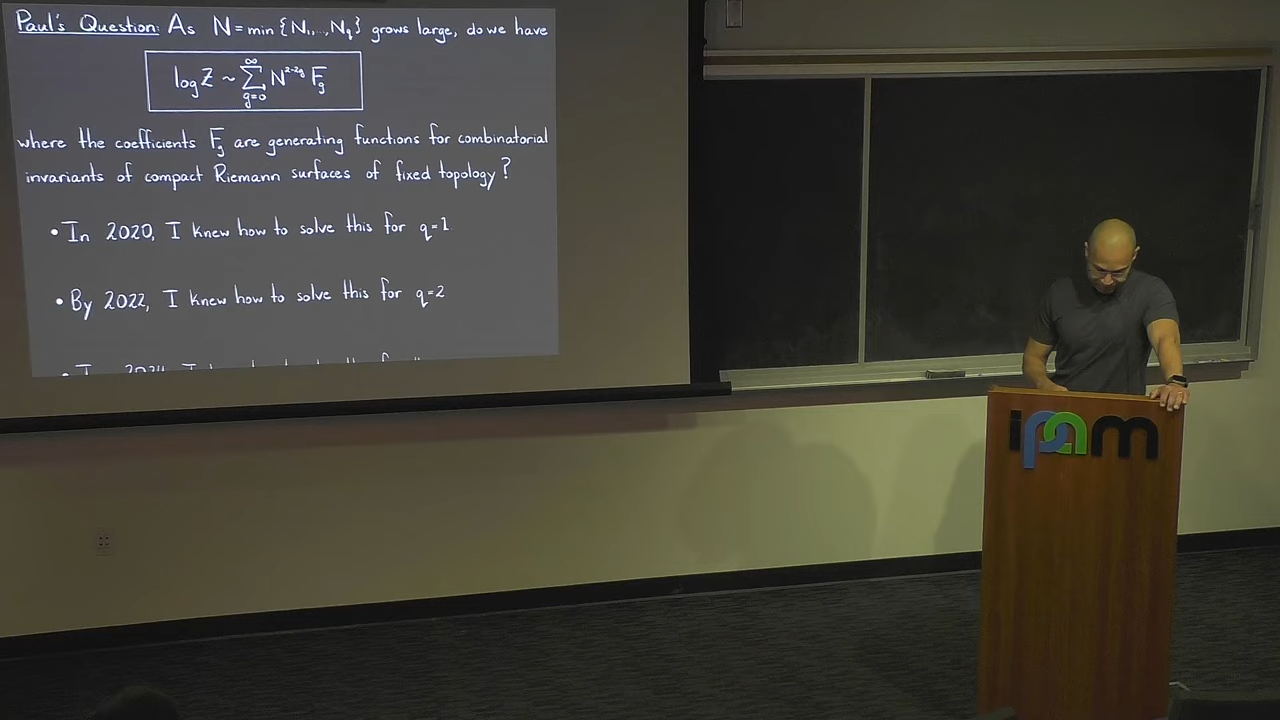 Paul's Question: As N = min {N₁,...,N_q} grows large, do we have
log Z ~ ∑_{g=0}^{∞} N^{2-2g} F_g
where the coefficients F_g are generating functions for combinatorial
invariants of compact Riemann surfaces of fixed topology?
• In 2020, I knew how to solve this for q=1
• By 2022, I knew how to solve this for q=2
ipam